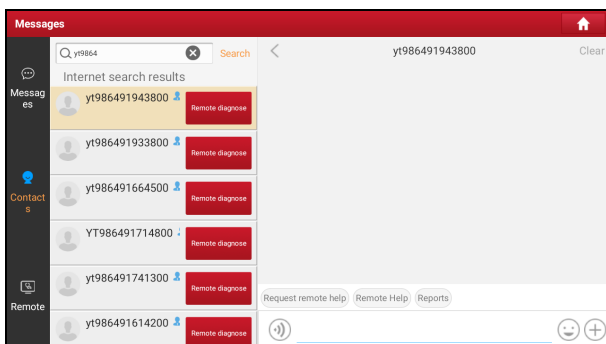 Messages
yt9864
Search
yt986491943800
Clear
Internet search results
Messag
es
yt986491943800
Remote diagnose
yt986491933800
Remote diagnose
Contact
s
yt986491664500
Remote diagnose
YT986491714800
Remote diagnose
Remote
yt986491741300
Remote diagnose
Request remote help
Remote Help
Reports
yt986491614200
Remote diagnose